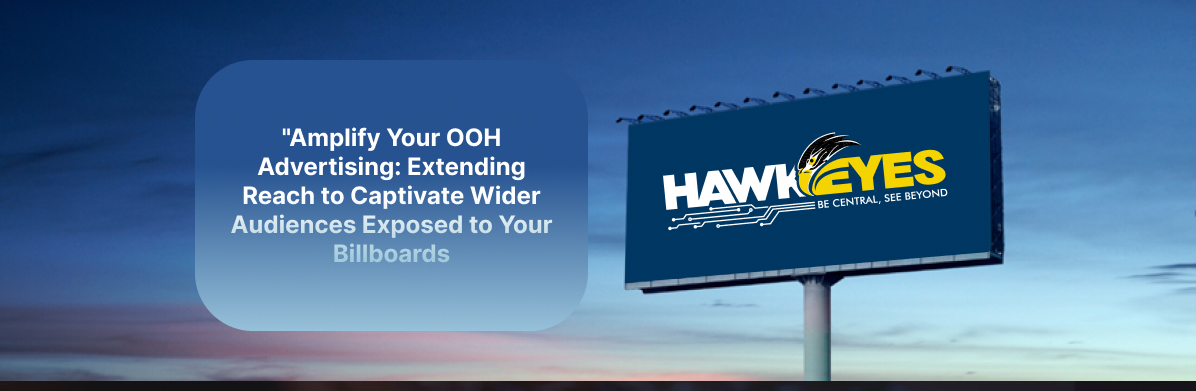 "Amplify Your OOH
Advertising: Extending
Reach to Captivate Wider
Audiences Exposed to Your
Billboards
HAWKEYES
BE CENTRAL, SEE BEYOND